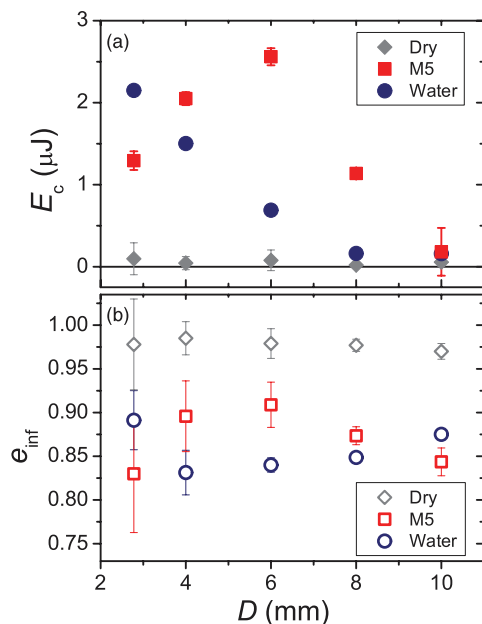 (a)
3
2
1
0
E_c (μJ)
Dry
M5
Water
(b)
1.00
0.95
0.90
0.85
0.80
0.75
e_inf
Dry
M5
Water
2 4 6 8 10
D (mm)